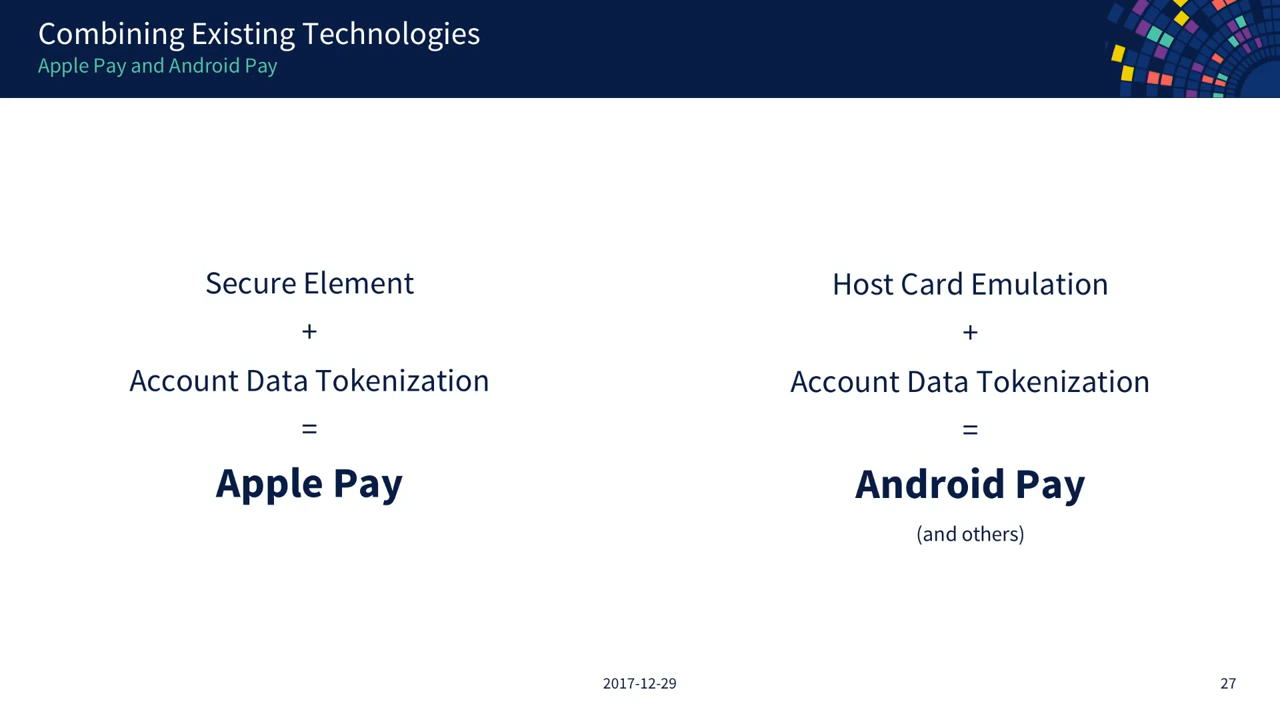 Combining Existing Technologies
Apple Pay and Android Pay
Secure Element
+
Account Data Tokenization
=
Apple Pay
Host Card Emulation
+
Account Data Tokenization
=
Android Pay
(and others)
2017-12-29
27